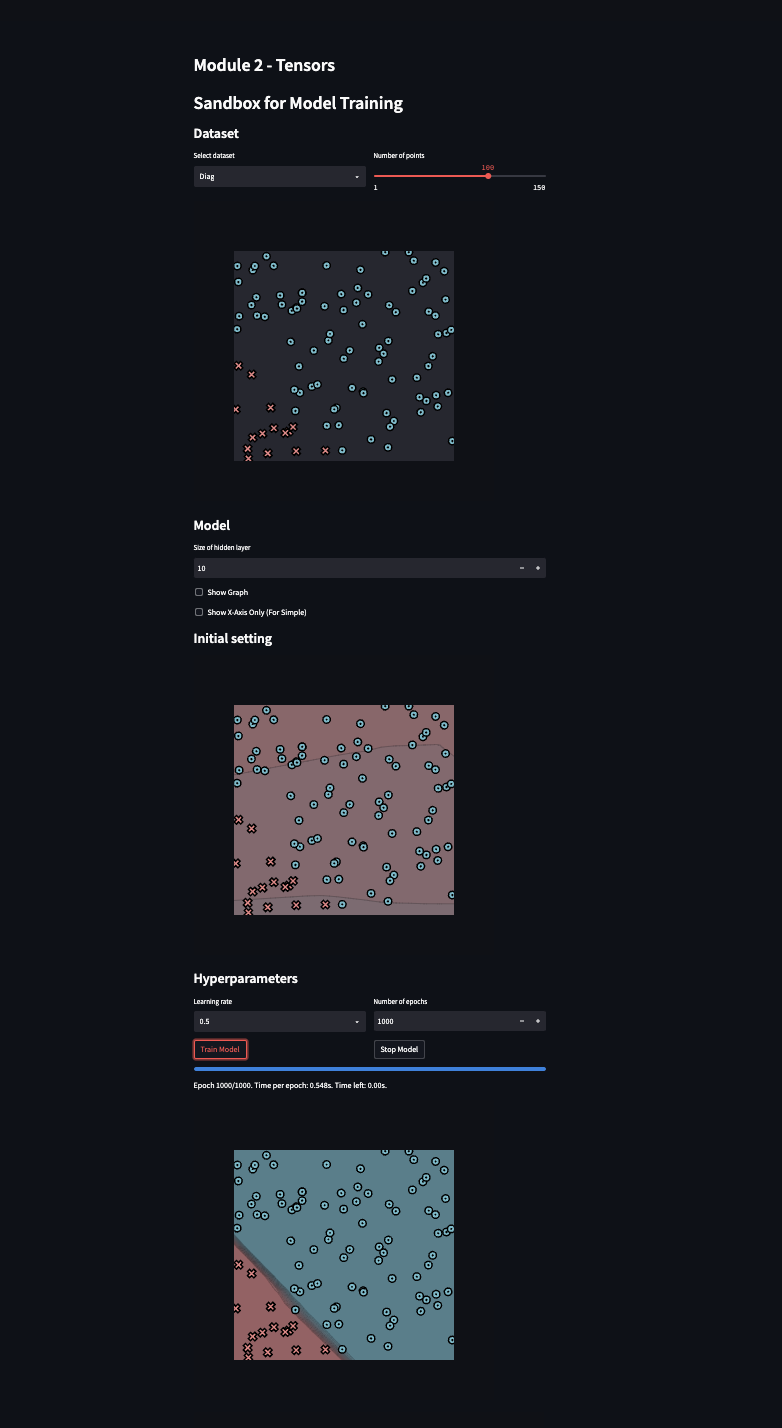 Module 2 - Tensors
Sandbox for Model Training
Dataset
Select dataset
Number of points
Diag
100
1
150
Model
Size of hidden layer
10
Show Graph
Show X-Axis Only (For Simple)
Initial setting
Hyperparameters
Learning rate
Number of epochs
0.5
1000
Train Model
Stop Model
Epoch 1000/1000. Time per epoch: 0.548s. Time left: 0.00s.